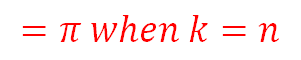 = π when k = n